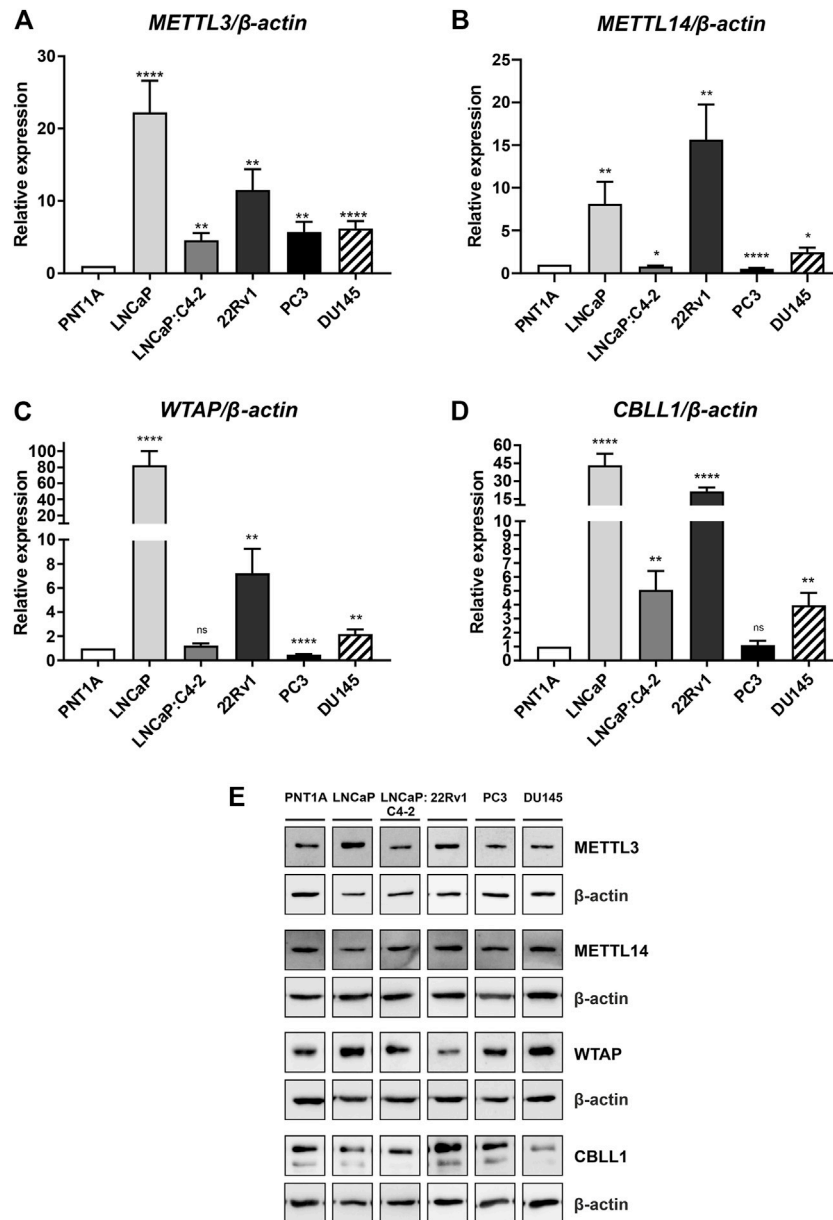 A
METTL3/β-actin
Relative expression
30
20
10
0
****
**
**
**
****
PNT1A
LNCaP
LNCaP:C4-2
22Rv1
PC3
DU145
B
METTL14/β-actin
Relative expression
25
20
15
10
5
0
**
*
**
****
*
PNT1A
LNCaP
LNCaP:C4-2
22Rv1
PC3
DU145
C
WTAP/β-actin
Relative expression
100
80
60
40
20
8
6
4
2
0
****
ns
**
****
**
PNT1A
LNCaP
LNCaP:C4-2
22Rv1
PC3
DU145
D
CBLL1/β-actin
Relative expression
60
45
30
15
10
9
8
7
6
5
4
3
2
1
0
****
**
****
ns
**
PNT1A
LNCaP
LNCaP:C4-2
22Rv1
PC3
DU145
E
PNT1A LNCaP LNCaP: 22Rv1 PC3 DU145
C4-2
METTL3
β-actin
METTL14
β-actin
WTAP
β-actin
CBLL1
β-actin